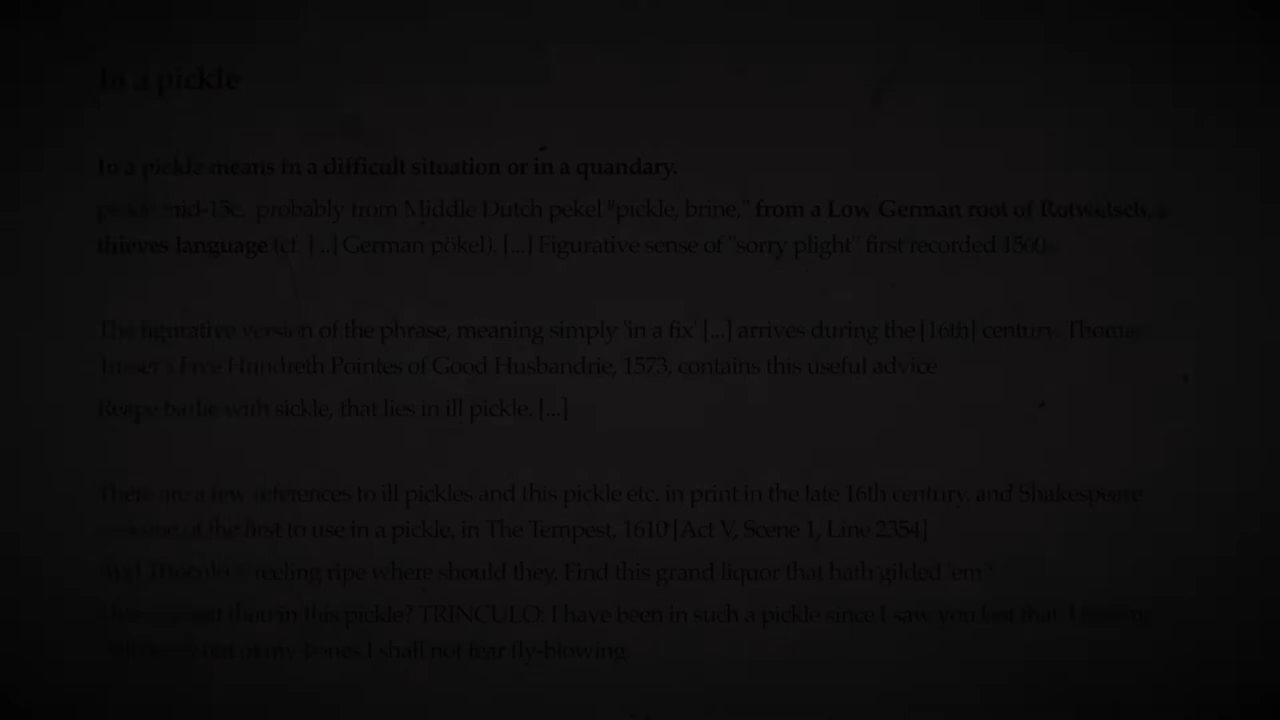 In a pickle
In a pickle means in a difficult situation or in a quandary.
mid-15c. probably from Middle Dutch pekel "pickle, brine," from a Low German root of Rotwelsch, a
thieves language (cf. [...] German pökel). [...] Figurative sense of "sorry plight" first recorded 1560s
The figurative version of the phrase, meaning simply 'in a fix' [...] arrives during the [16th] century. Thomas
Tusser's Five Hundreth Pointes of Good Husbandrie, 1573, contains this useful advice
Reape barlie with sickle, that lies in ill pickle. [...]
There are a few references to ill pickles and this pickle etc. in print in the late 16th century, and Shakespeare
was one of the first to use in a pickle, in The Tempest, 1610 [Act V, Scene 1, Line 2354]
And reeling ripe where should they. Find this grand liquor that hath gilded 'em
thou in this pickle? TRINCULO: I have been in such a pickle since I saw you last that, I
out of my bones I shall not fear fly-blowing.